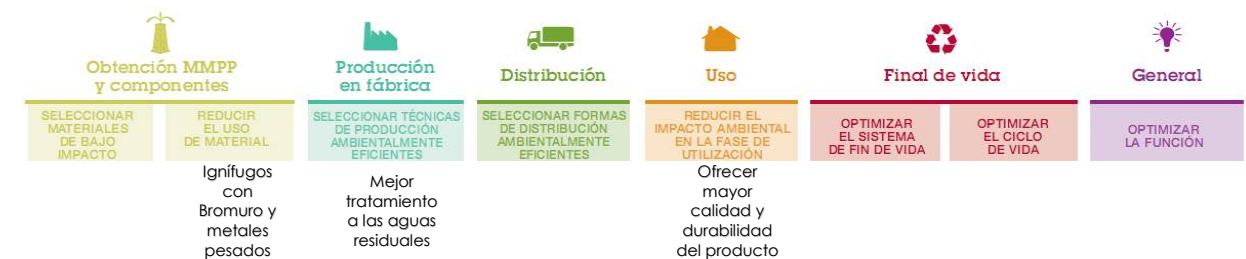 Obtención MMPP
y componentes
Producción
en fábrica
Distribución
Uso
Final de vida
General
SELECCIONAR
MATERIALES
DE BAJO
IMPACTO
REDUCIR
EL USO
DE MATERIAL
SELECCIONAR TÉCNICAS
DE PRODUCCIÓN
AMBIENTALMENTE
EFICIENTES
SELECCIONAR FORMAS
DE DISTRIBUCIÓN
AMBIENTALMENTE
EFICIENTES
REDUCIR EL
IMPACTO AMBIENTAL
EN LA FASE DE
UTILIZACIÓN
OPTIMIZAR
EL SISTEMA
DE FIN DE VIDA
OPTIMIZAR
EL CICLO
DE VIDA
OPTIMIZAR
LA FUNCIÓN
Ignífugos
con
Bromuro y
metales
pesados
Mejor
tratamiento
a las aguas
residuales
Ofrecer
mayor
calidad y
durabilidad
del producto